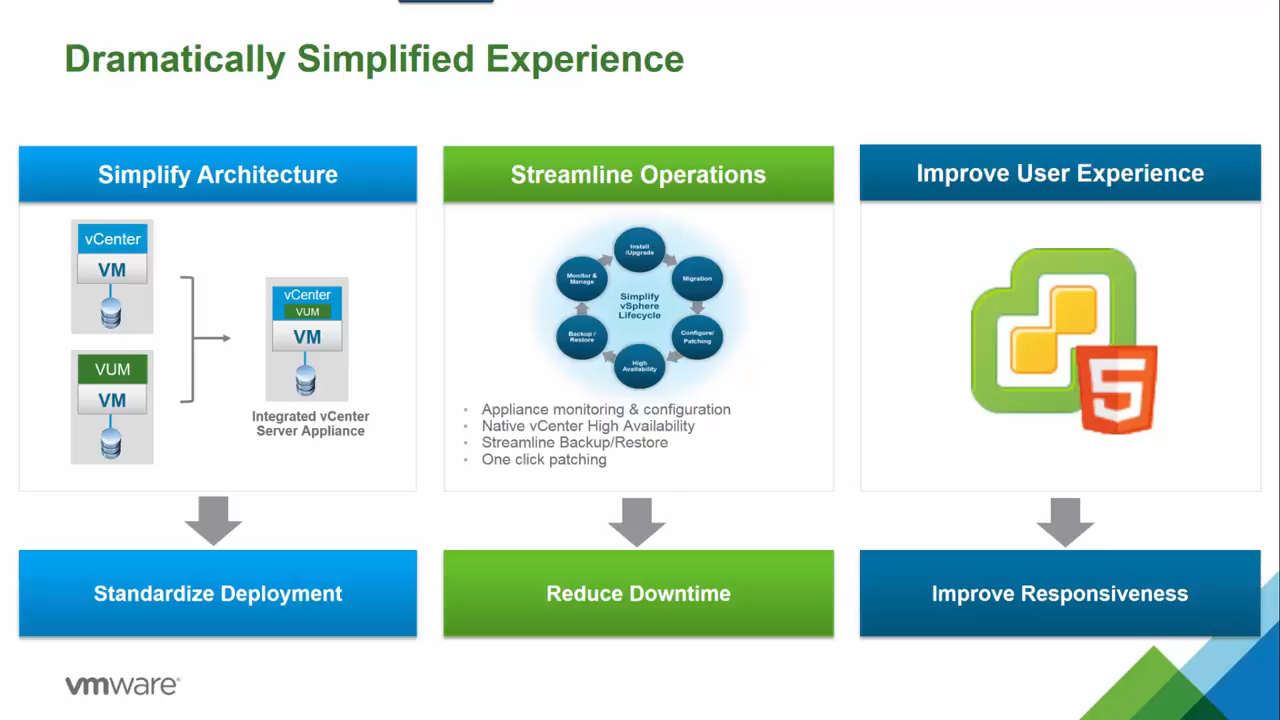 Dramatically Simplified Experience
Simplify Architecture
vCenter
VM
VUM
VM
vCenter
VUM
VM
Integrated vCenter
Server Appliance
Standardize Deployment
Streamline Operations
Install
/Upgrade
Migration
Configure/
Patching
High
Availability
Backup /
Restore
Monitor &
Manage
Simplify
vSphere
Lifecycle
• Appliance monitoring & configuration
• Native vCenter High Availability
• Streamline Backup/Restore
• One click patching
Reduce Downtime
Improve User Experience
5
Improve Responsiveness
vmware®